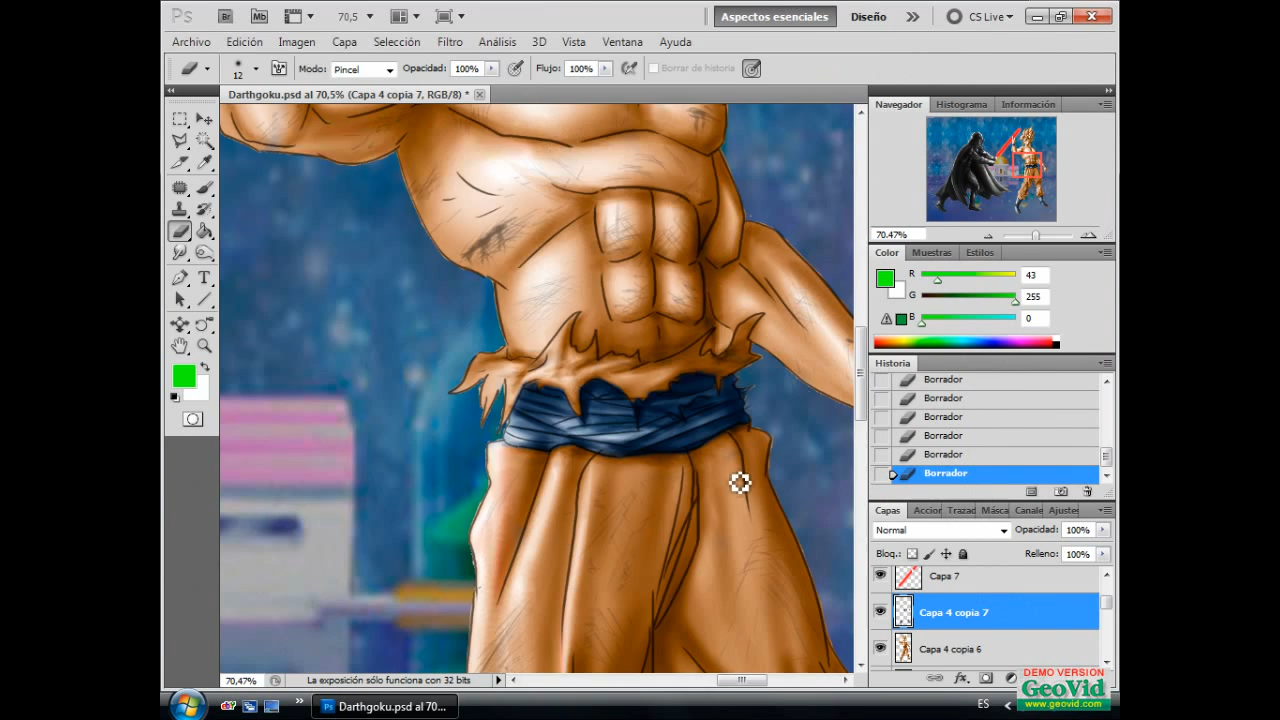 Ps Br Mb 70,5 Aspectos esenciales Diseño CS Live
Archivo Edición Imagen Capa Selección Filtro Análisis 3D Vista Ventana Ayuda
12 Modo: Pincel Opacidad: 100% Flujo: 100% Borrar de historia
Darthgoku.psd al 70,5% (Capa 4 copia 7, RGB/8) *
Navegador Histograma Información
70.47%
Color Muestras Estilos
R 43
G 255
B 0
Historia
Borrador
Borrador
Borrador
Borrador
Borrador
Borrador
Capas Accior Trazad Másca Canale Ajuste
Normal Opacidad: 100%
Bloq.: Relleno: 100%
Capa 7
Capa 4 copia 7
Capa 4 copia 6
fx
70,47% La exposición sólo funciona con 32 bits
DEMO VERSION
GeoVid
www.geovid.com
Darthgoku.psd al 70... ES